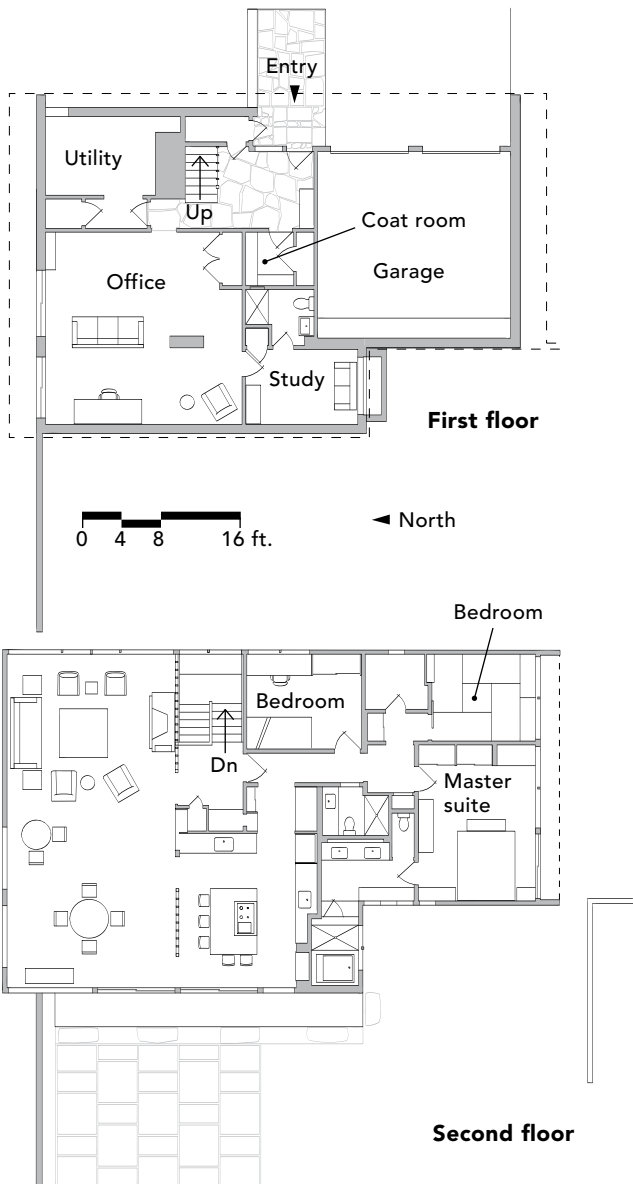 Entry
Utility
Up
Coat room
Garage
Office
Study
First floor
North
0 4 8 16 ft.
Bedroom
Bedroom
Dn
Master
suite
Second floor